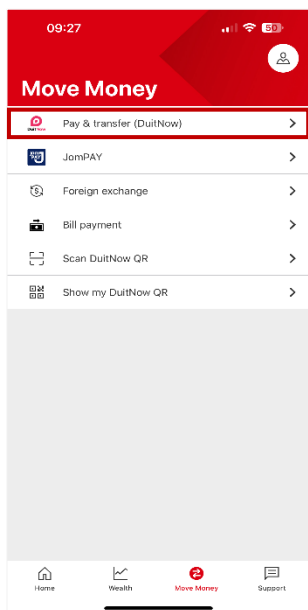 09:27
50
Move Money
DuitNow
Pay & transfer (DuitNow)
JomPAY
Foreign exchange
Bill payment
Scan DuitNow QR
Show my DuitNow QR
Home Wealth Move Money Support